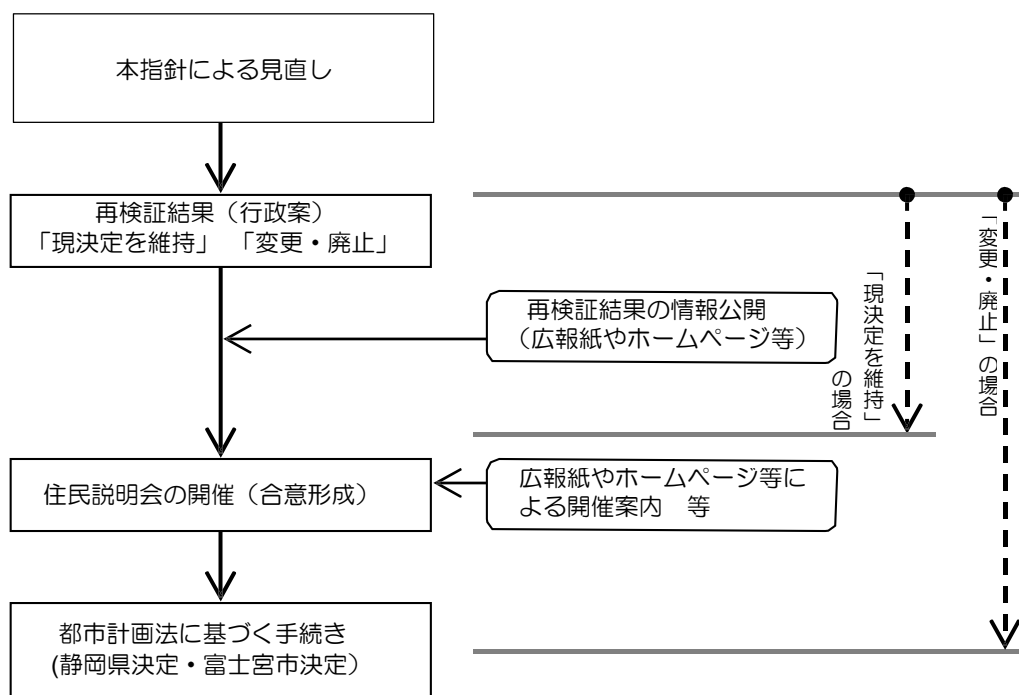 本指針による見直し
再検証結果（行政案）
「現決定を維持」　「変更・廃止」
再検証結果の情報公開
（広報紙やホームページ等）
「現決定を維持」
の場合
「変更・廃止」の場合
住民説明会の開催（合意形成）
広報紙やホームページ等に
よる開催案内　等
都市計画法に基づく手続き
(静岡県決定・富士宮市決定）